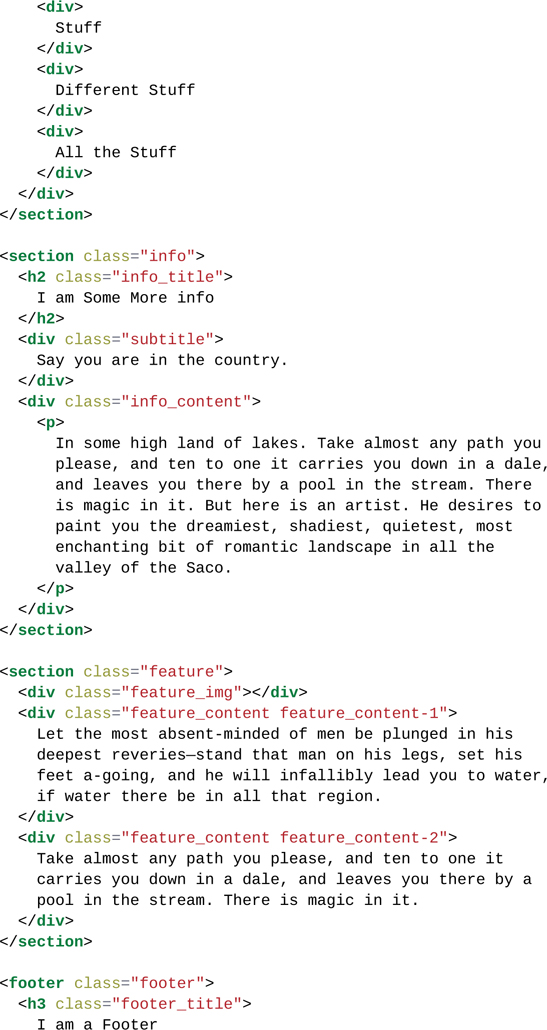 <div>
      Stuff
    </div>
    <div>
      Different Stuff
    </div>
    <div>
      All the Stuff
    </div>
  </div>
</section>

<section class="info">
  <h2 class="info_title">
    I am Some More info
  </h2>
  <div class="subtitle">
    Say you are in the country.
  </div>
  <div class="info_content">
    <p>
      In some high land of lakes. Take almost any path you
      please, and ten to one it carries you down in a dale,
      and leaves you there by a pool in the stream. There
      is magic in it. But here is an artist. He desires to
      paint you the dreamiest, shadiest, quietest, most
      enchanting bit of romantic landscape in all the
      valley of the Saco.
    </p>
  </div>
</section>

<section class="feature">
  <div class="feature_img"></div>
  <div class="feature_content feature_content-1">
    Let the most absent-minded of men be plunged in his
    deepest reveries—stand that man on his legs, set his
    feet a-going, and he will infallibly lead you to water,
    if water there be in all that region.
  </div>
  <div class="feature_content feature_content-2">
    Take almost any path you please, and ten to one it
    carries you down in a dale, and leaves you there by a
    pool in the stream. There is magic in it.
  </div>
</section>

<footer class="footer">
  <h3 class="footer_title">
    I am a Footer